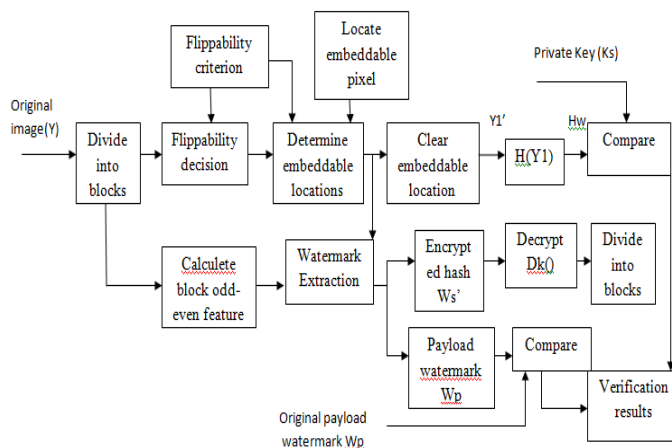 Locate
embeddable
pixel
Flippability
criterion
Private Key (Ks)
Original
image(Y)
Divide
into
blocks
Flippability
decision
Determine
embeddable
locations
Clear
embeddable
location
Y1'
H(Y1)
Hw
Compare
Calculete
block odd-
even feature
Watermark
Extraction
Encrypt
ed hash
Ws'
Decrypt
Dk()
Divide
into
blocks
Payload
watermark
Wp
Compare
Verification
results
Original payload
watermark Wp